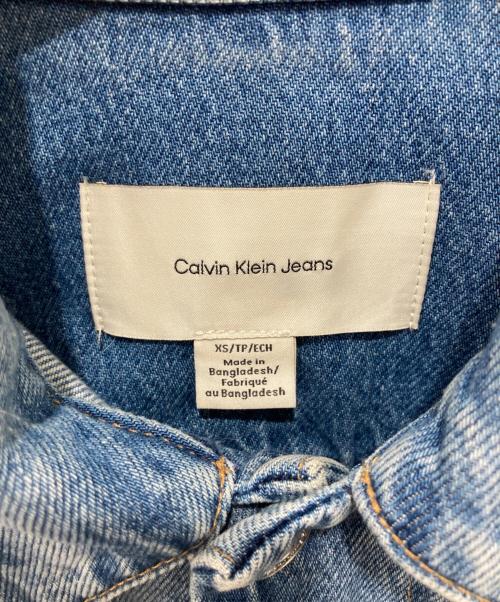 Calvin Klein Jeans
XS/TP/ECH
Made in
Bangladesh/
Fabriqué
au Bangladesh